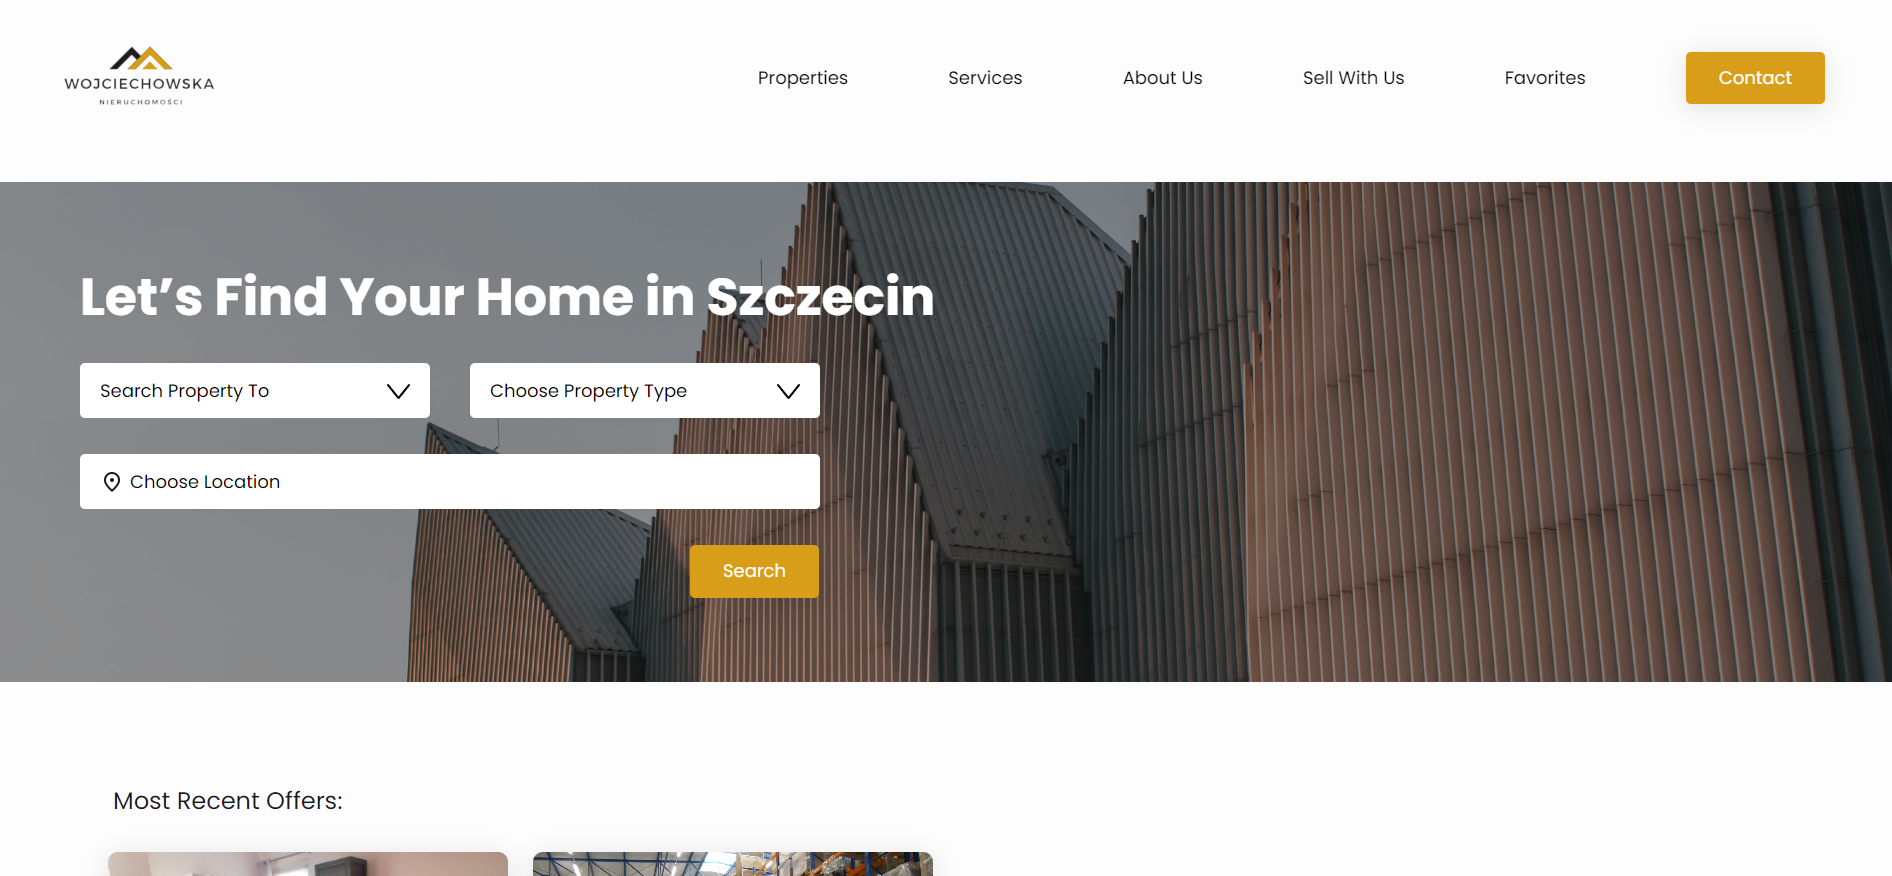 WOJCIECHOWSKA
NIERUCHOMOŚCI
Properties
Services
About Us
Sell With Us
Favorites
Contact
Let’s Find Your Home in Szczecin
Search Property To
Choose Property Type
Choose Location
Search
Most Recent Offers: